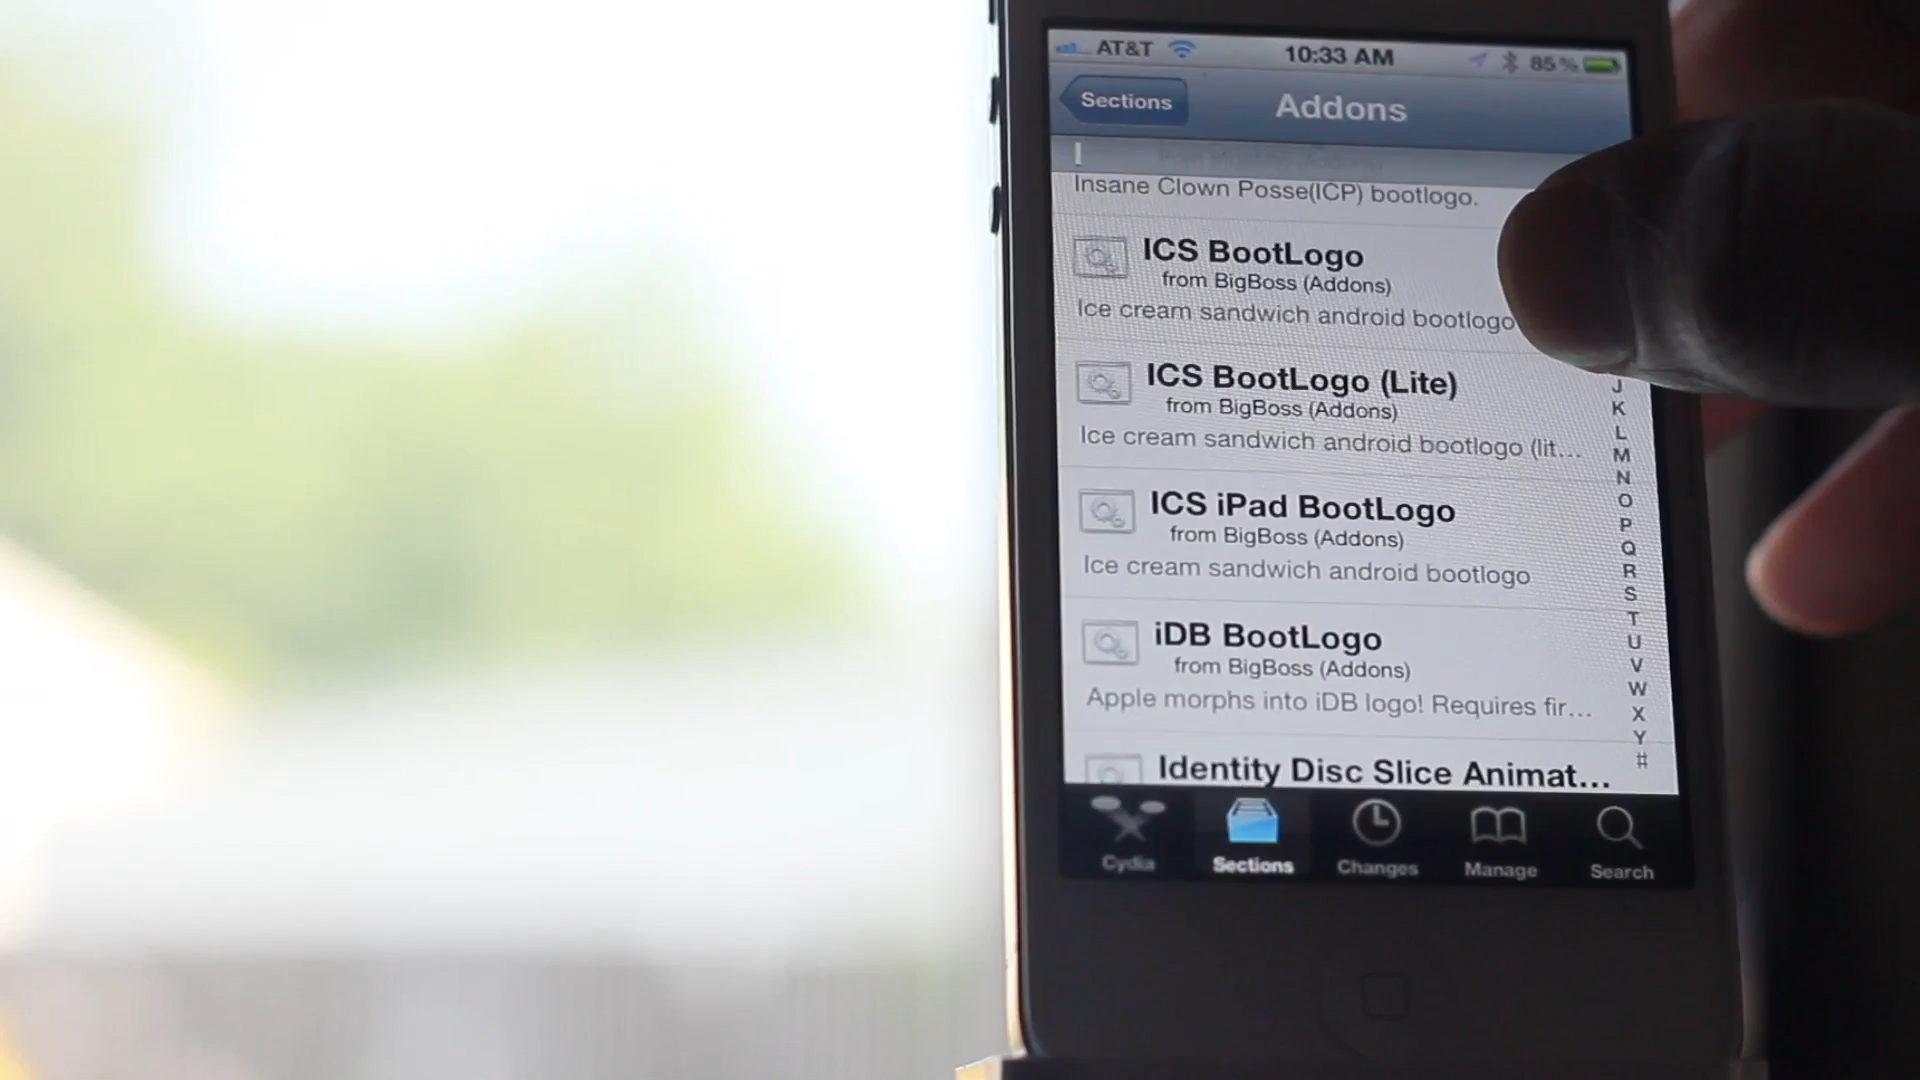 AT&T 10:33 AM 85%
Sections Addons
I
Insane Clown Posse(ICP) bootlogo.
ICS BootLogo
from BigBoss (Addons)
Ice cream sandwich android bootlogo
ICS BootLogo (Lite)
from BigBoss (Addons)
Ice cream sandwich android bootlogo (lit...
ICS iPad BootLogo
from BigBoss (Addons)
Ice cream sandwich android bootlogo
iDB BootLogo
from BigBoss (Addons)
Apple morphs into iDB logo! Requires fir...
Identity Disc Slice Animat...
J
K
L
M
N
O
P
Q
R
S
T
U
V
W
X
Y
#
Cydia Sections Changes Manage Search